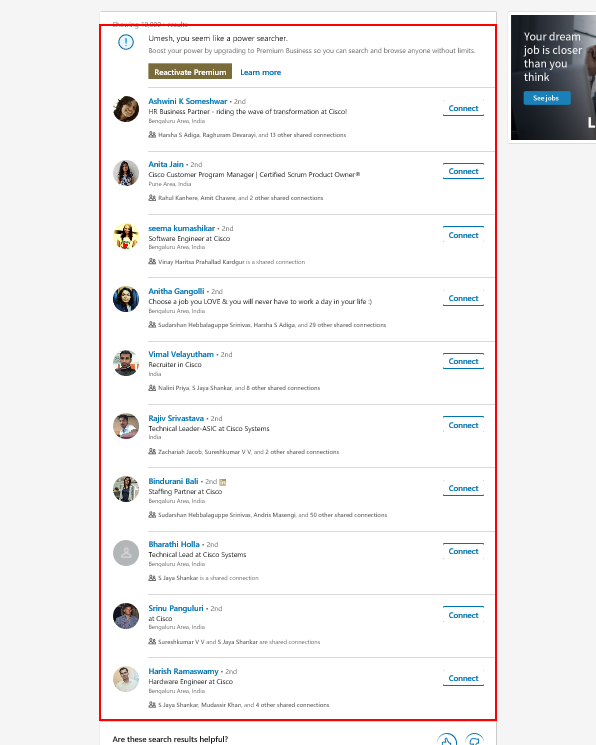 Showing 10,000+ results
Umesh, you seem like a power searcher.
Boost your power by upgrading to Premium Business so you can search and browse anyone without limits.
Reactivate Premium Learn more
Ashwini K Someshwar • 2nd
HR Business Partner - riding the wave of transformation at Cisco!
Bengaluru Area, India
Harsha S Adiga, Raghuram Devarayi, and 13 other shared connections
Connect
Anita Jain • 2nd
Cisco Customer Program Manager | Certified Scrum Product Owner®
Pune Area, India
Rahul Kanhere, Amit Chawre, and 2 other shared connections
Connect
seema kumashikar • 2nd
Software Engineer at Cisco
Bengaluru Area, India
Vinay Haritsa Prahallad Kardgur is a shared connection
Connect
Anitha Gangolli • 2nd
Choose a job you LOVE & you will never have to work a day in your life :)
Bengaluru Area, India
Sudarshan Hebbalaguppe Srinivas, Harsha S Adiga, and 29 other shared connections
Connect
Vimal Velayutham • 2nd
Recruiter in Cisco
India
Nalini Priya, S Jaya Shankar, and 8 other shared connections
Connect
Rajiv Srivastava • 2nd
Technical Leader-ASIC at Cisco Systems
India
Zachariah Jacob, Sureshkumar V V, and 2 other shared connections
Connect
Bindurani Bali • 2nd in
Staffing Partner at Cisco
Bengaluru Area, India
Sudarshan Hebbalaguppe Srinivas, Andris Masengi, and 50 other shared connections
Connect
Bharathi Holla • 2nd
Technical Lead at Cisco Systems
Bengaluru Area, India
S Jaya Shankar is a shared connection
Connect
Srinu Panguluri • 2nd
at Cisco
Bengaluru Area, India
Sureshkumar V V and S Jaya Shankar are shared connections
Connect
Harish Ramaswamy • 2nd
Hardware Engineer at Cisco
Bengaluru Area, India
S Jaya Shankar, Mudassir Khan, and 4 other shared connections
Connect
Are these search results helpful?
Your dream
job is closer
than you
think
See jobs
L